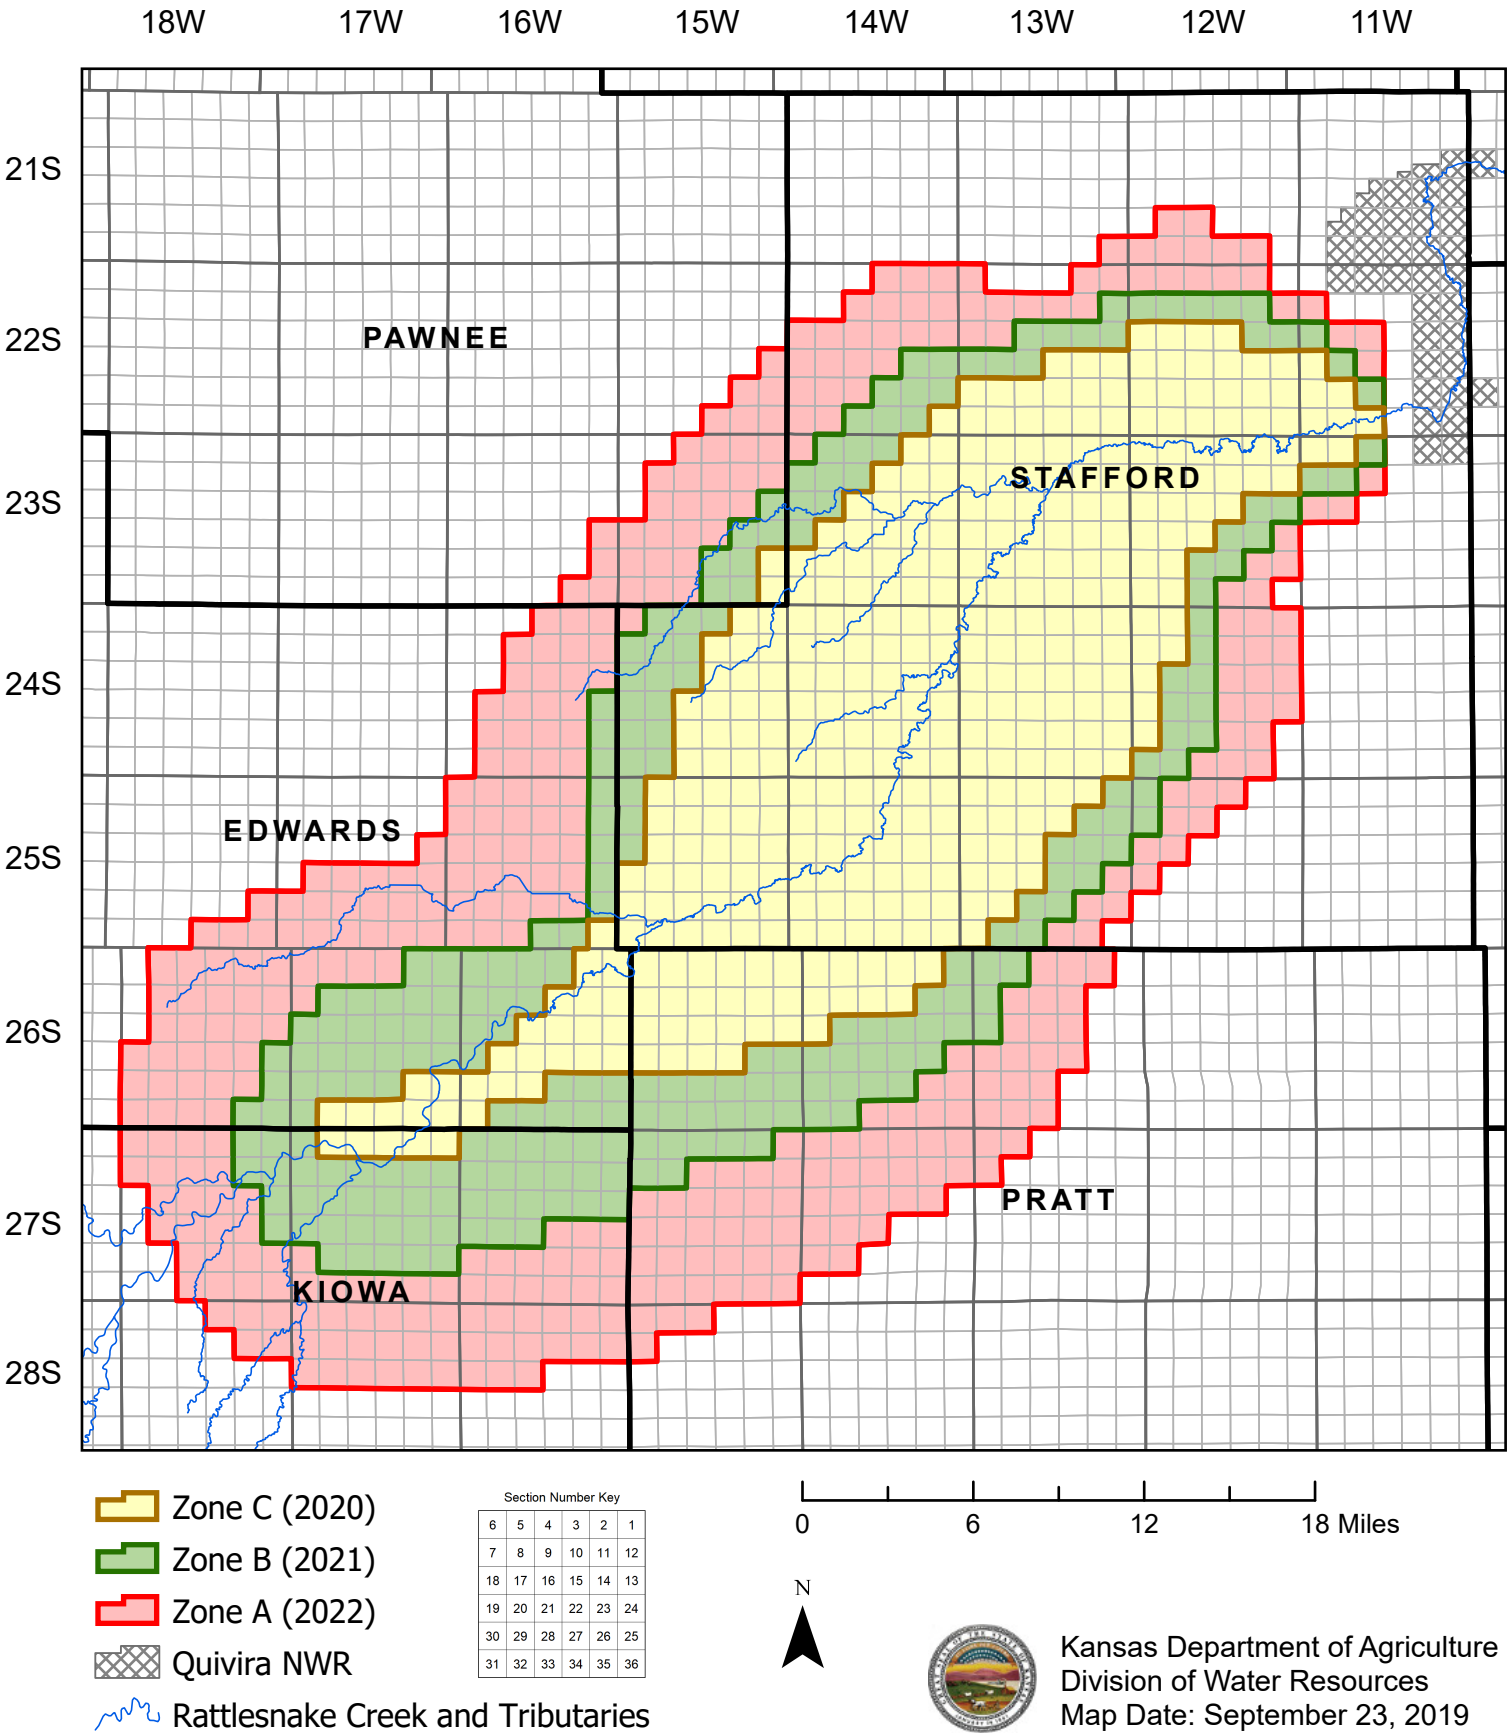 18W 17W 16W 15W 14W 13W 12W 11W
21S
22S
PAWNEE
23S
STAFFORD
24S
EDWARDS
25S
26S
PRATT
27S
KIOWA
28S
Zone C (2020)
Zone B (2021)
Zone A (2022)
Quivira NWR
Rattlesnake Creek and Tributaries
Section Number Key
6 5 4 3 2 1
7 8 9 10 11 12
18 17 16 15 14 13
19 20 21 22 23 24
30 29 28 27 26 25
31 32 33 34 35 36
0 6 12 18 Miles
N
Kansas Department of Agriculture
Division of Water Resources
Map Date: September 23, 2019